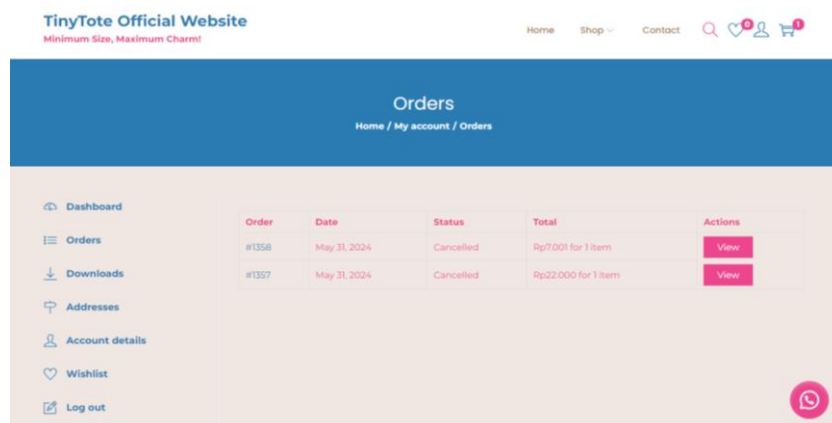 TinyTote Official Website
Minimum Size, Maximum Charm!
Home Shop Contact 0 1
Orders
Home / My account / Orders
Dashboard
Orders
Downloads
Addresses
Account details
Wishlist
Log out
Order Date Status Total Actions
#1358 May 31, 2024 Cancelled Rp7.001 for 1 item View
#1357 May 31, 2024 Cancelled Rp22.000 for 1 item View